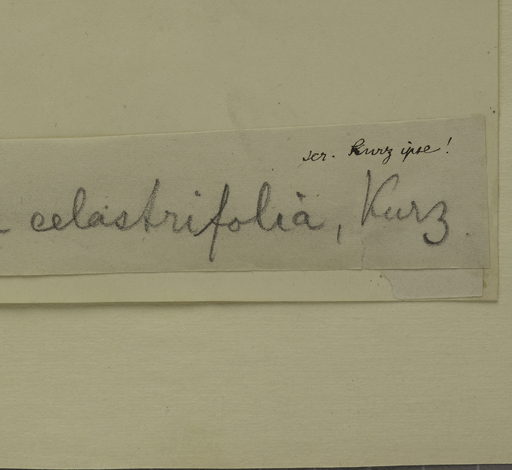 scr. Kurz ipse!
celastrifolia, Kurz.